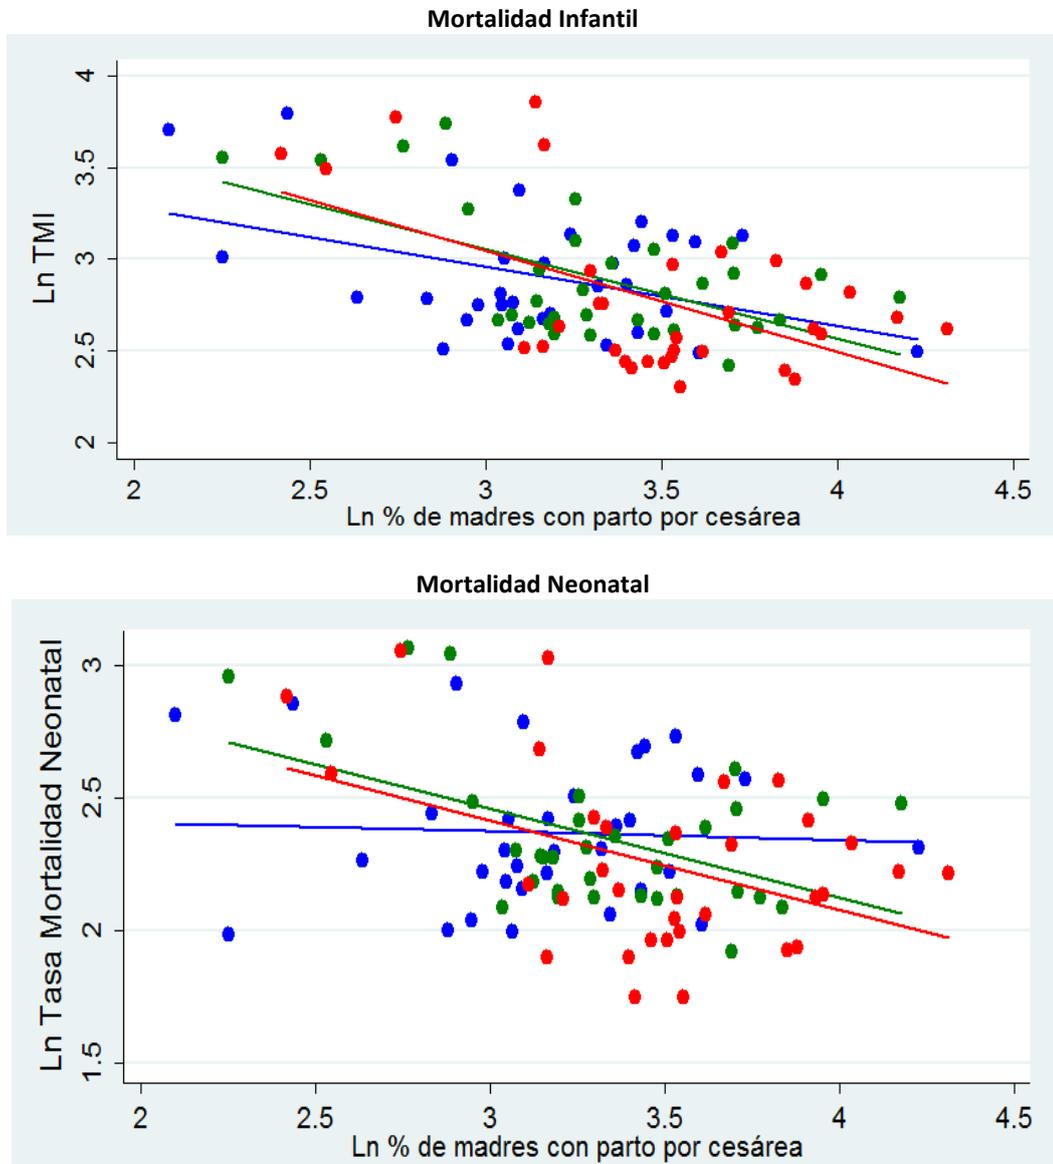 Mortalidad Infantil
4
3.5
3
2.5
2
Ln TMI
2 2.5 3 3.5 4 4.5
Ln % de madres con parto por cesárea
Mortalidad Neonatal
3
2.5
2
1.5
Ln Tasa Mortalidad Neonatal
2 2.5 3 3.5 4 4.5
Ln % de madres con parto por cesárea